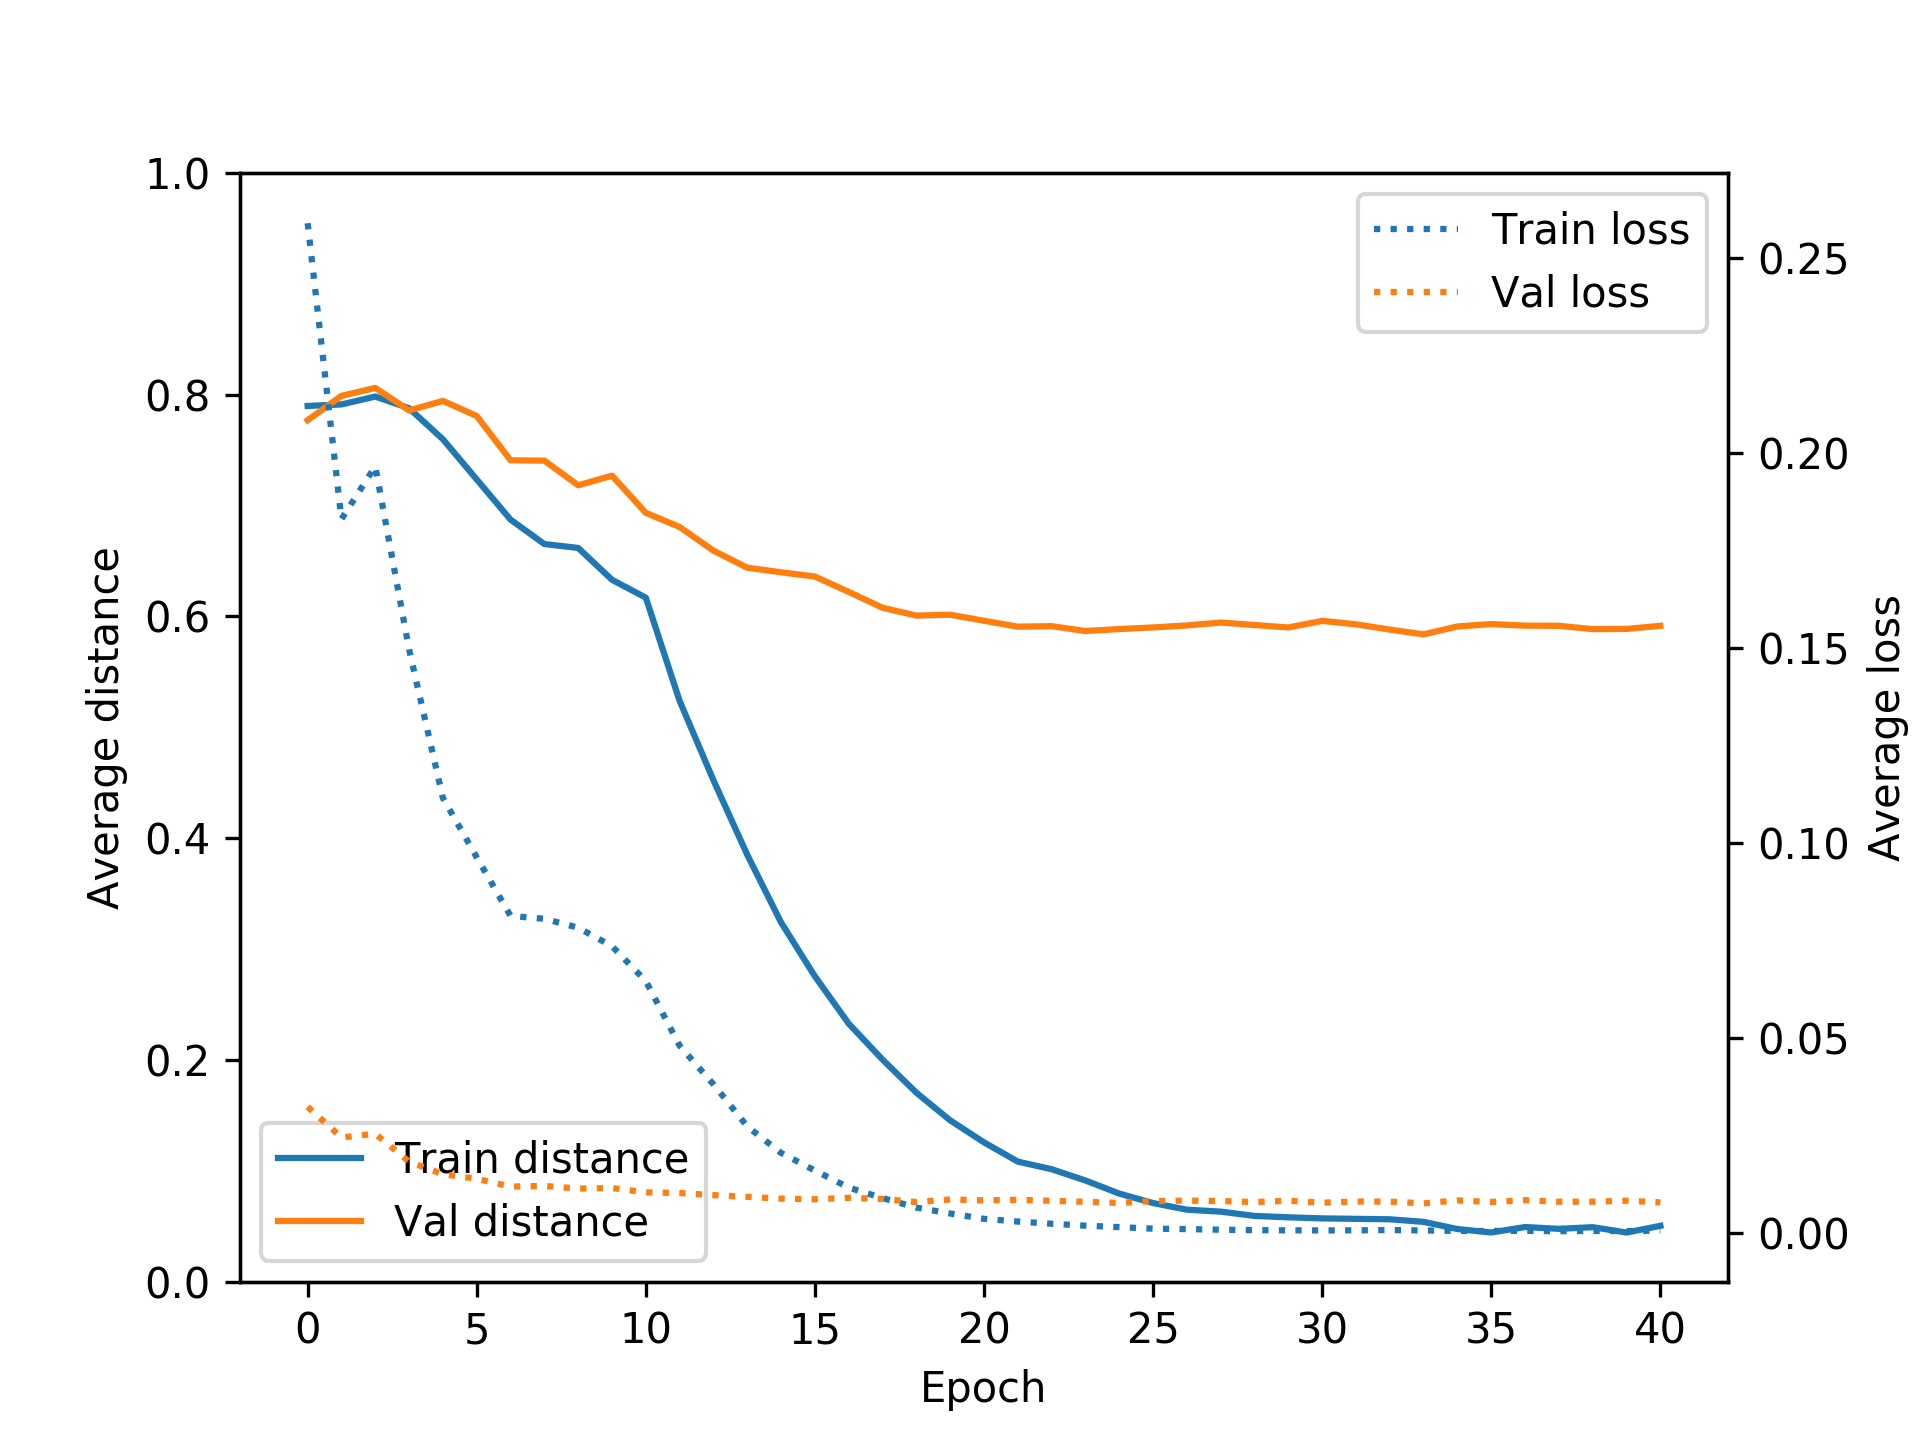 1.0
0.8
0.6
0.4
0.2
0.0
Average distance
Train loss
Val loss
0.25
0.20
0.15
0.10
0.05
0.00
Average loss
Train distance
Val distance
0 5 10 15 20 25 30 35 40
Epoch